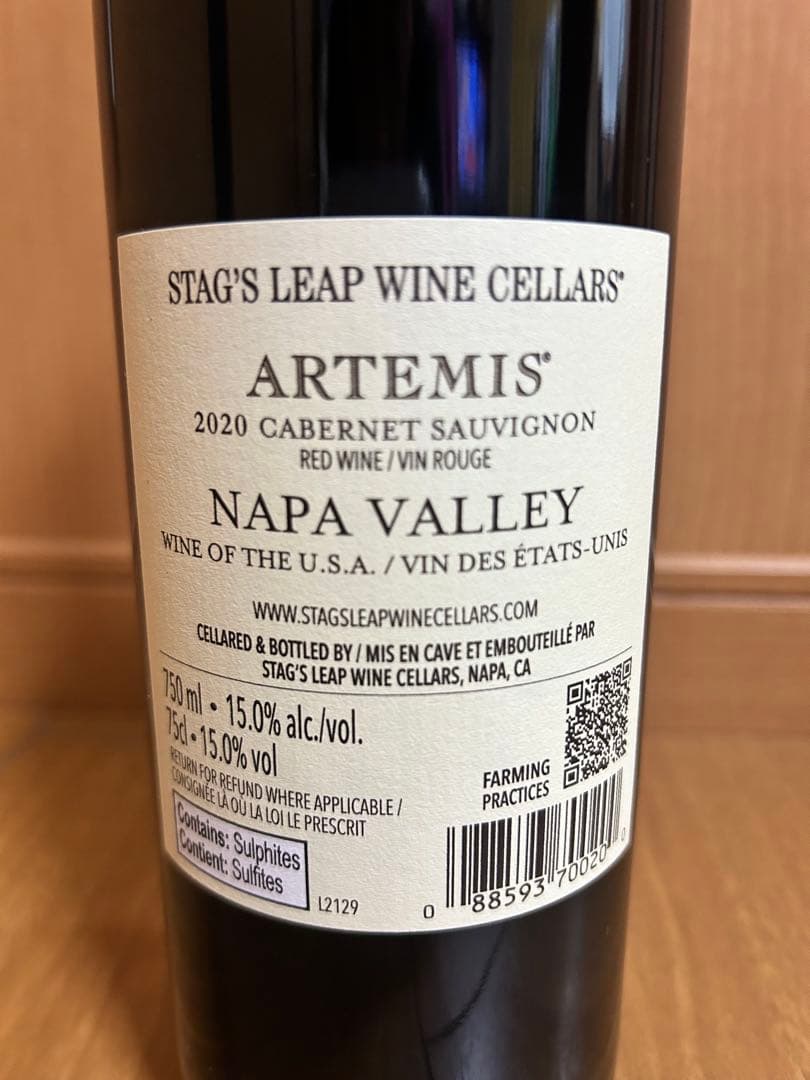 STAG'S LEAP WINE CELLARS®
ARTEMIS®
2020 CABERNET SAUVIGNON
RED WINE / VIN ROUGE
NAPA VALLEY
WINE OF THE U.S.A. / VIN DES ÉTATS-UNIS
WWW.STAGSLEAPWINECELLARS.COM
CELLARED & BOTTLED BY / MIS EN CAVE ET EMBOUTEILLÉ PAR
STAG'S LEAP WINE CELLARS, NAPA, CA
750 ml • 15.0% alc./vol.
75cl • 15.0% vol
RETURN FOR REFUND WHERE APPLICABLE /
CONSIGNÉE LÀ OÙ LA LOI LE PRESCRIT
Contains: Sulphites
Contient: Sulfites
L2129
FARMING
PRACTICES
0 88593 70020 0